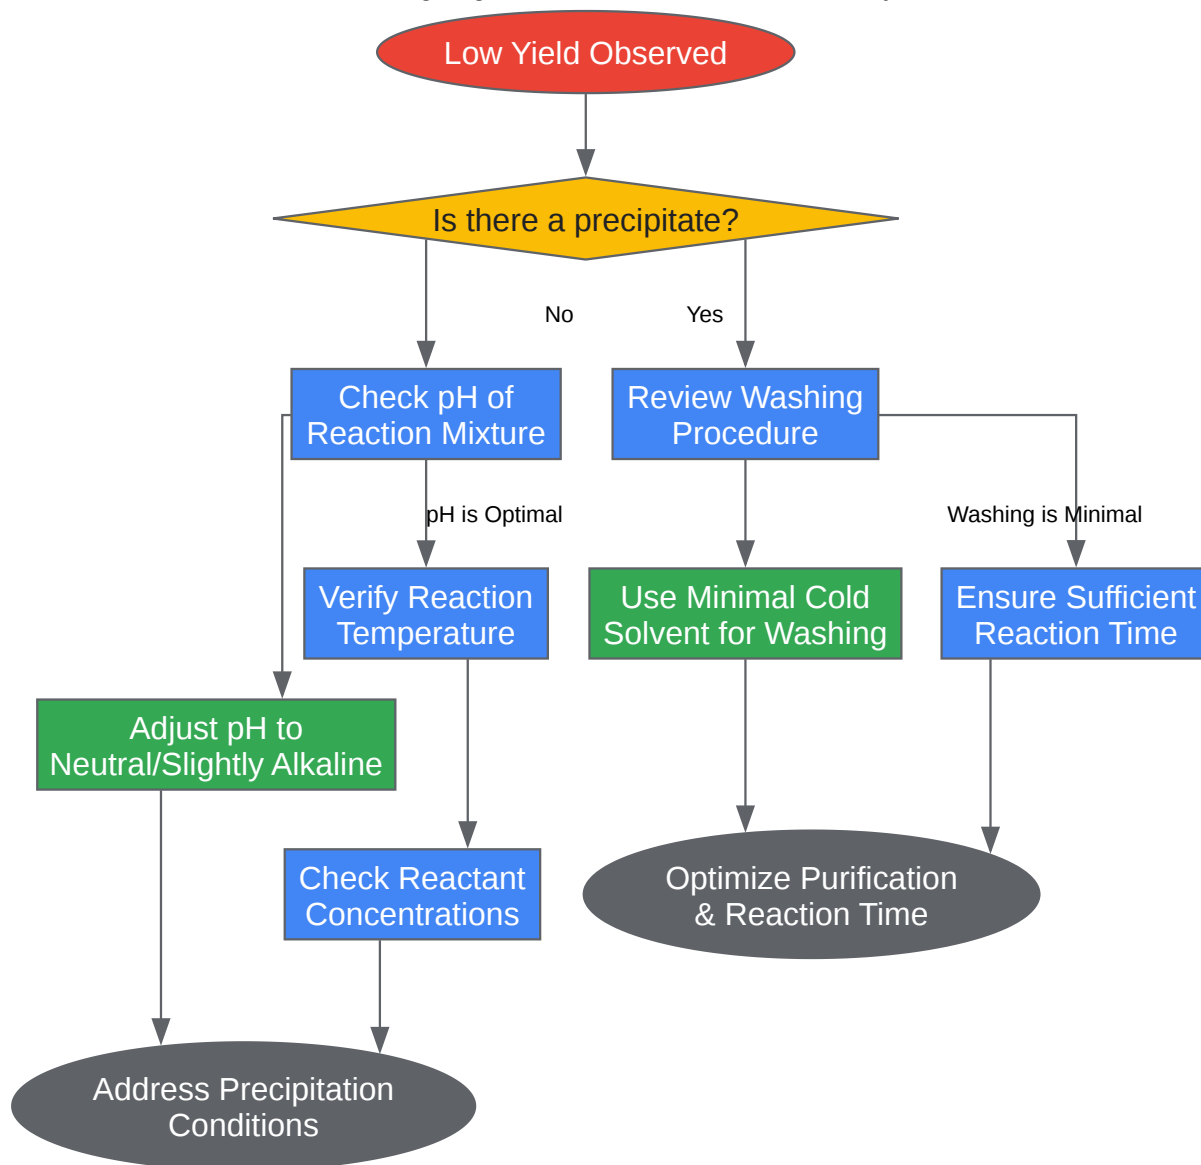 Low Yield Observed
Is there a precipitate?
No
Yes
Check pH of
Reaction Mixture
Review Washing
Procedure
pH is Optimal
Washing is Minimal
Verify Reaction
Temperature
Use Minimal Cold
Solvent for Washing
Ensure Sufficient
Reaction Time
Adjust pH to
Neutral/Slightly Alkaline
Check Reactant
Concentrations
Optimize Purification
& Reaction Time
Address Precipitation
Conditions